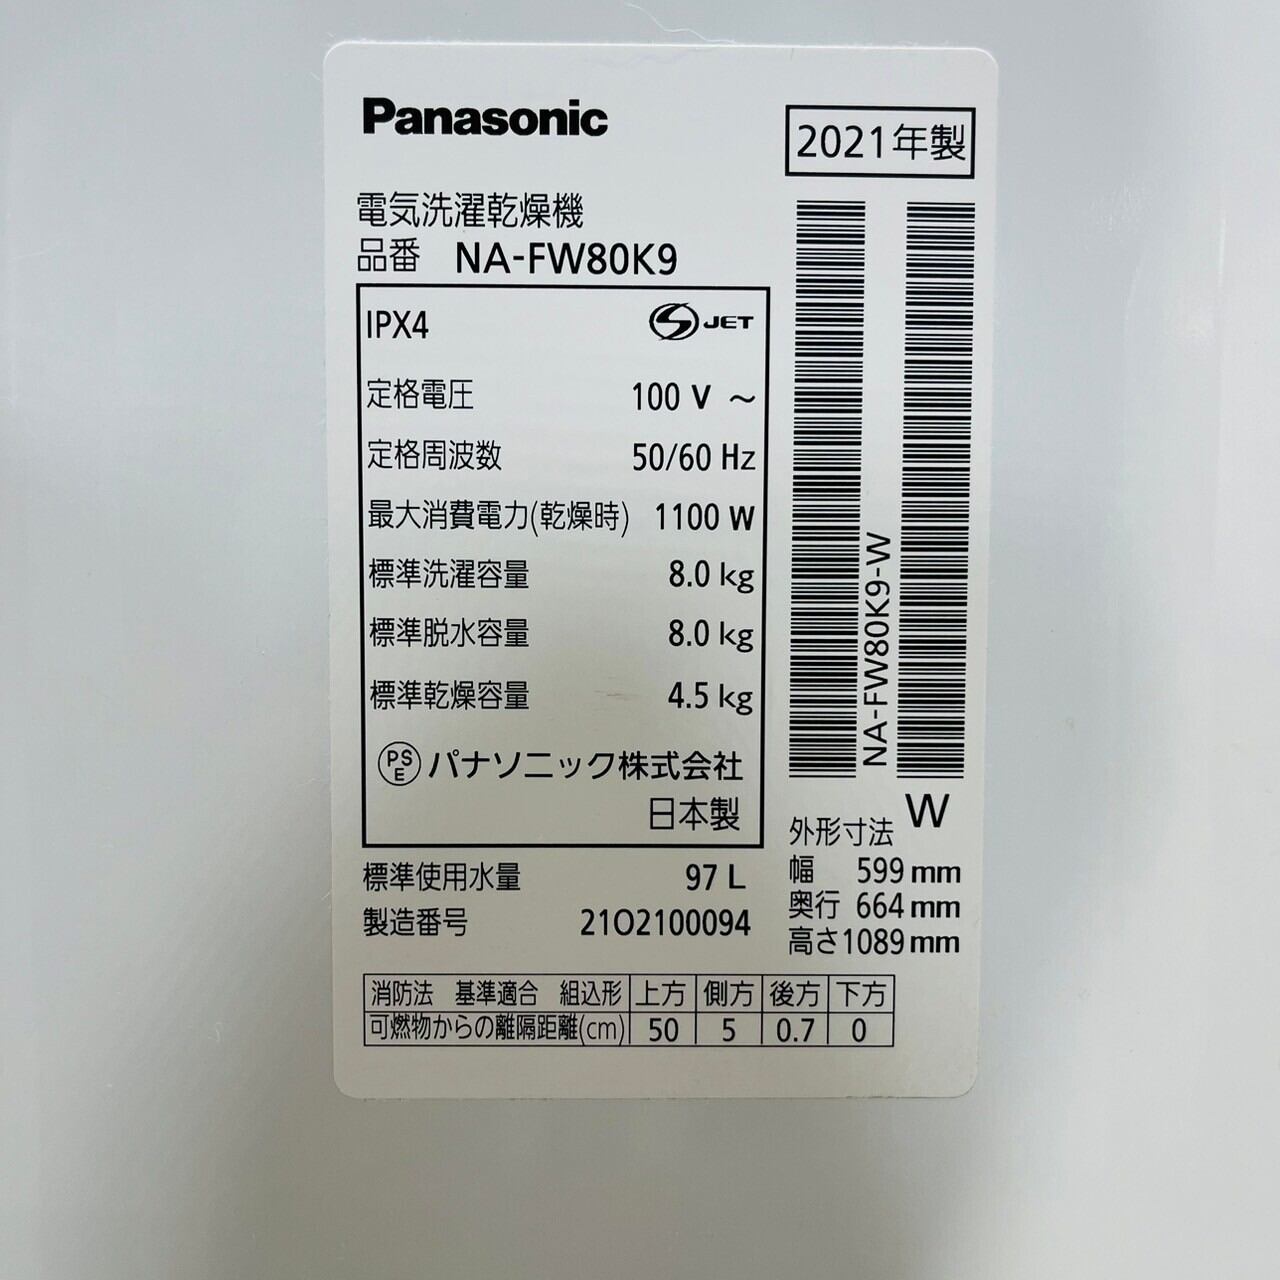 Panasonic
2021年製
電気洗濯乾燥機
品番 NA-FW80K9
IPX4 S JET
定格電圧 100 V ～
定格周波数 50/60 Hz
最大消費電力(乾燥時) 1100 W
標準洗濯容量 8.0 kg
標準脱水容量 8.0 kg
標準乾燥容量 4.5 kg
PSE パナソニック株式会社
日本製
標準使用水量 97 L
製造番号 21O2100094
NA-FW80K9-W
W
外形寸法
幅 599 mm
奥行 664 mm
高さ 1089 mm
消防法 基準適合 組込形 上方 側方 後方 下方
可燃物からの離隔距離(cm) 50 5 0.7 0